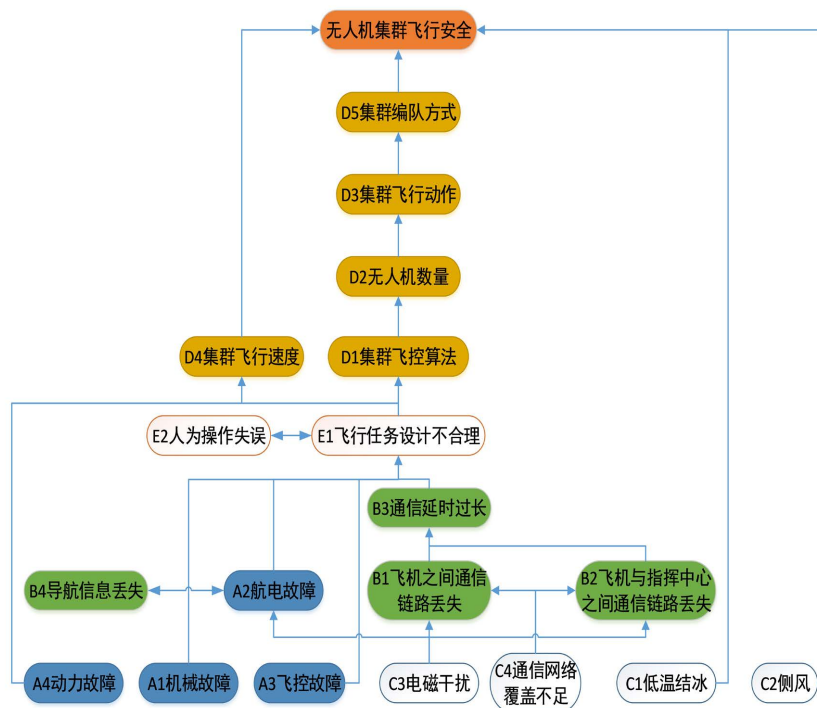 无人机集群飞行安全
D5集群编队方式
D3集群飞行动作
D2无人机数量
D4集群飞行速度
D1集群飞控算法
E2人为操作失误
E1飞行任务设计不合理
B3通信延时过长
B4导航信息丢失
A2航电故障
B1飞机之间通信
链路丢失
B2飞机与指挥中心
之间通信链路丢失
A4动力故障
A1机械故障
A3飞控故障
C3电磁干扰
C4通信网络
覆盖不足
C1低温结冰
C2侧风